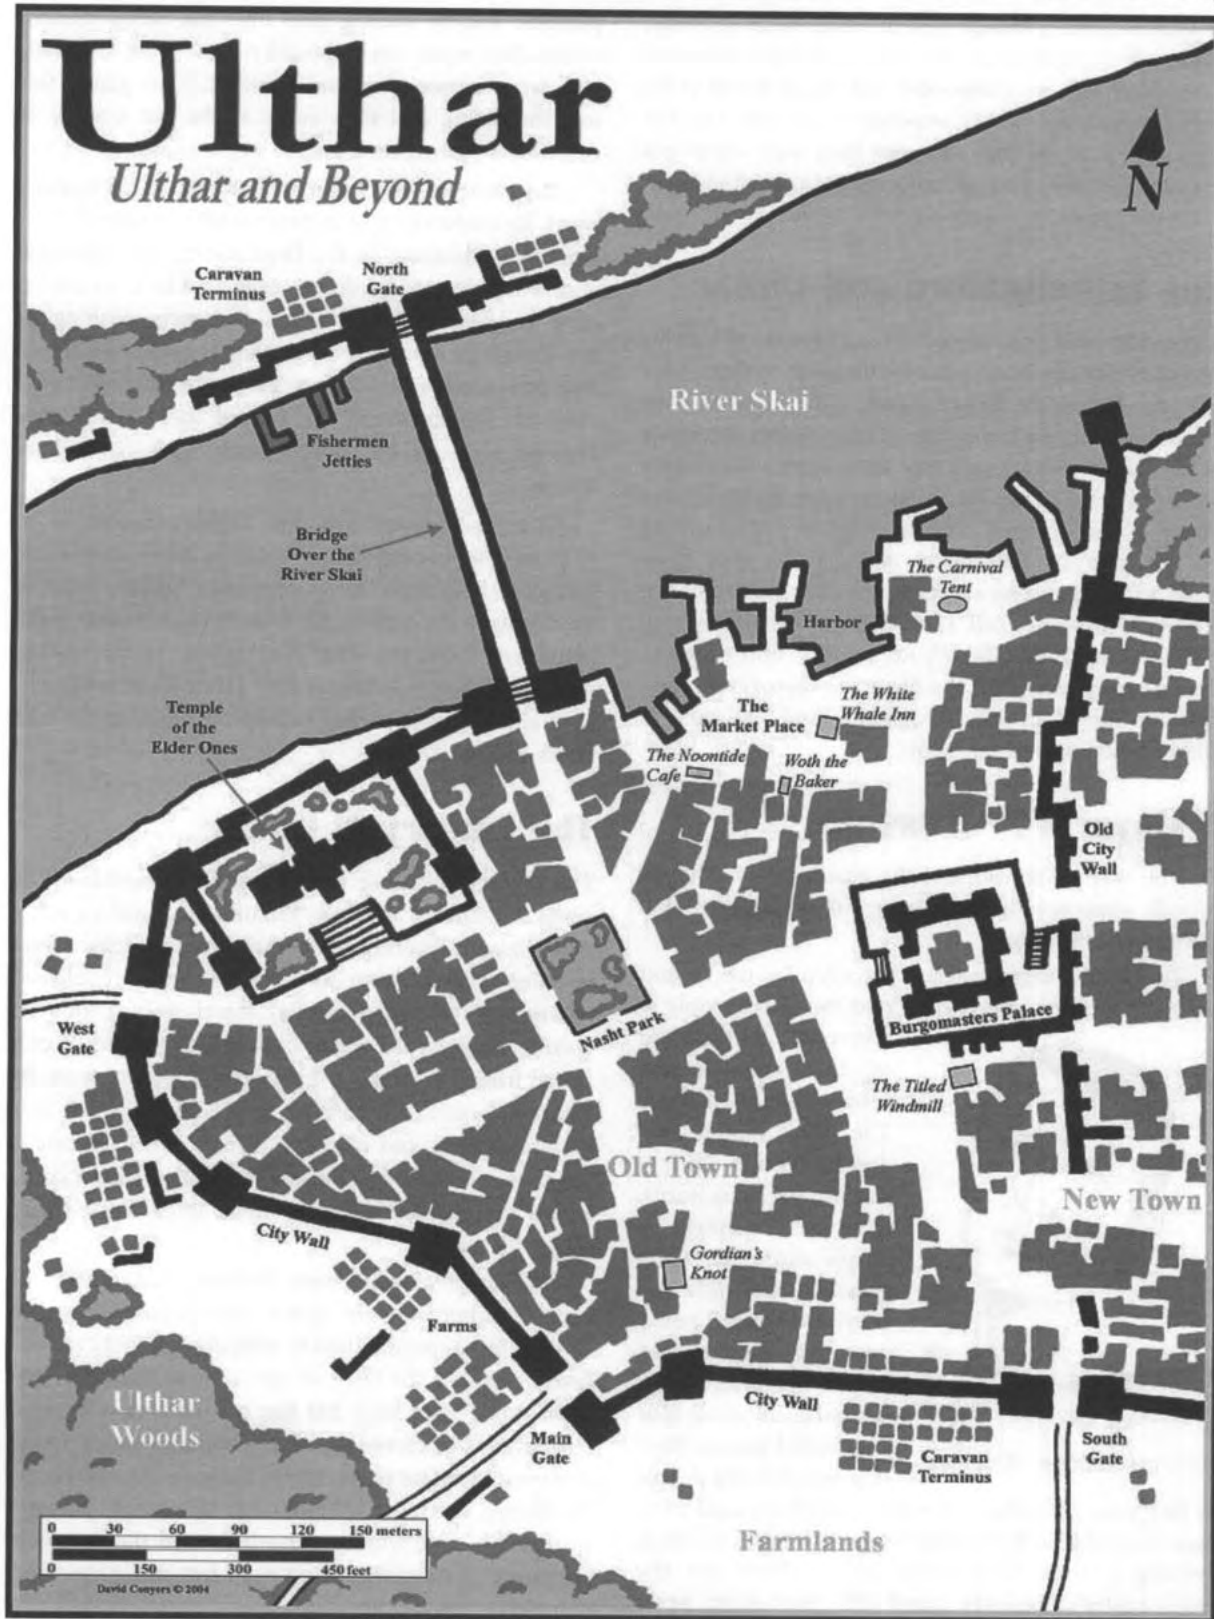 Ulthar
Ulthar and Beyond
N
Caravan
Terminus
North
Gate
River Skai
Fishermen
Jetties
Bridge
Over the
River Skai
The Carnival
Tent
Harbor
The White
Whale Inn
The
Market Place
Temple
of the
Elder Ones
The Noontide
Cafe
Woth the
Baker
Old
City
Wall
West
Gate
Nasht Park
Burgomasters Palace
The Titled
Windmill
Old Town
New Town
City Wall
Gordian's
Knot
Farms
Ulthar
Woods
City Wall
Main
Gate
Caravan
Terminus
South
Gate
Farmlands
0 30 60 90 120 150 meters
0 150 300 450 feet
David Conyers © 2004